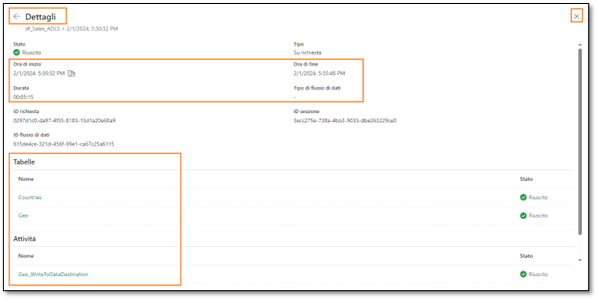 ← Dettagli
df_Sales_ADLS > 2/1/2024, 5:30:32 PM
Stato Tipo
Riuscito Su richiesta
Ora di inizio Ora di fine
2/1/2024, 5:30:32 PM 2/1/2024, 5:35:48 PM
Durata Tipo di flusso di dati
00:05:15 -
ID richiesta ID sessione
0297d1c0-da97-4f35-8183-15d1a20e68a9 3ecc275e-738a-4bb3-9033-dba263229ce0
ID flusso di dati
615de4ce-321d-456f-99e1-ca67c25a6115
Tabelle
Nome Stato
Countries Riuscito
Geo Riuscito
Attività
Nome Stato
Geo_WriteToDataDestination Riuscito